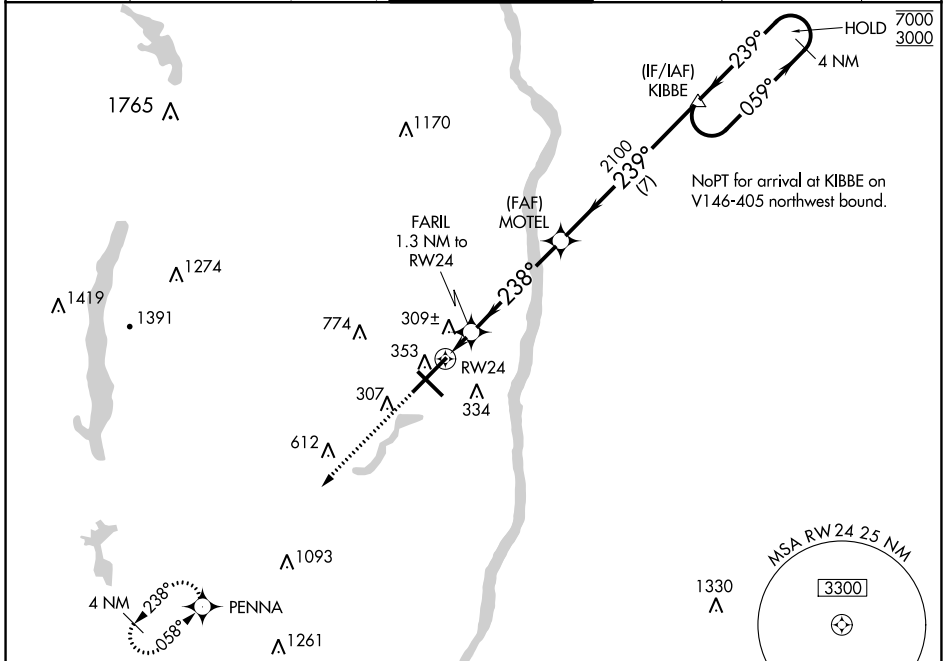 7000
3000
HOLD
239°
4 NM
059°
(IF/IAF)
KIBBE
1765
1170
2100
239°
(7)
NoPT for arrival at KIBBE on
V146-405 northwest bound.
(FAF)
MOTEL
FARIL
1.3 NM to
RW24
238°
1274
1419
1391
774
309±
353
RW24
307
334
612
1093
4 NM
238°
058°
PENNA
1261
1330
MSA RW24 25 NM
3300